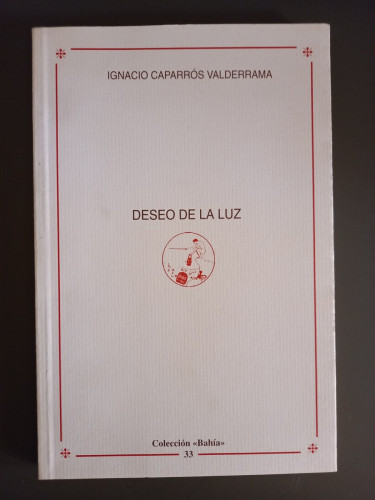 IGNACIO CAPARRÓS VALDERRAMA
DESEO DE LA LUZ
Colección «Bahía»
33